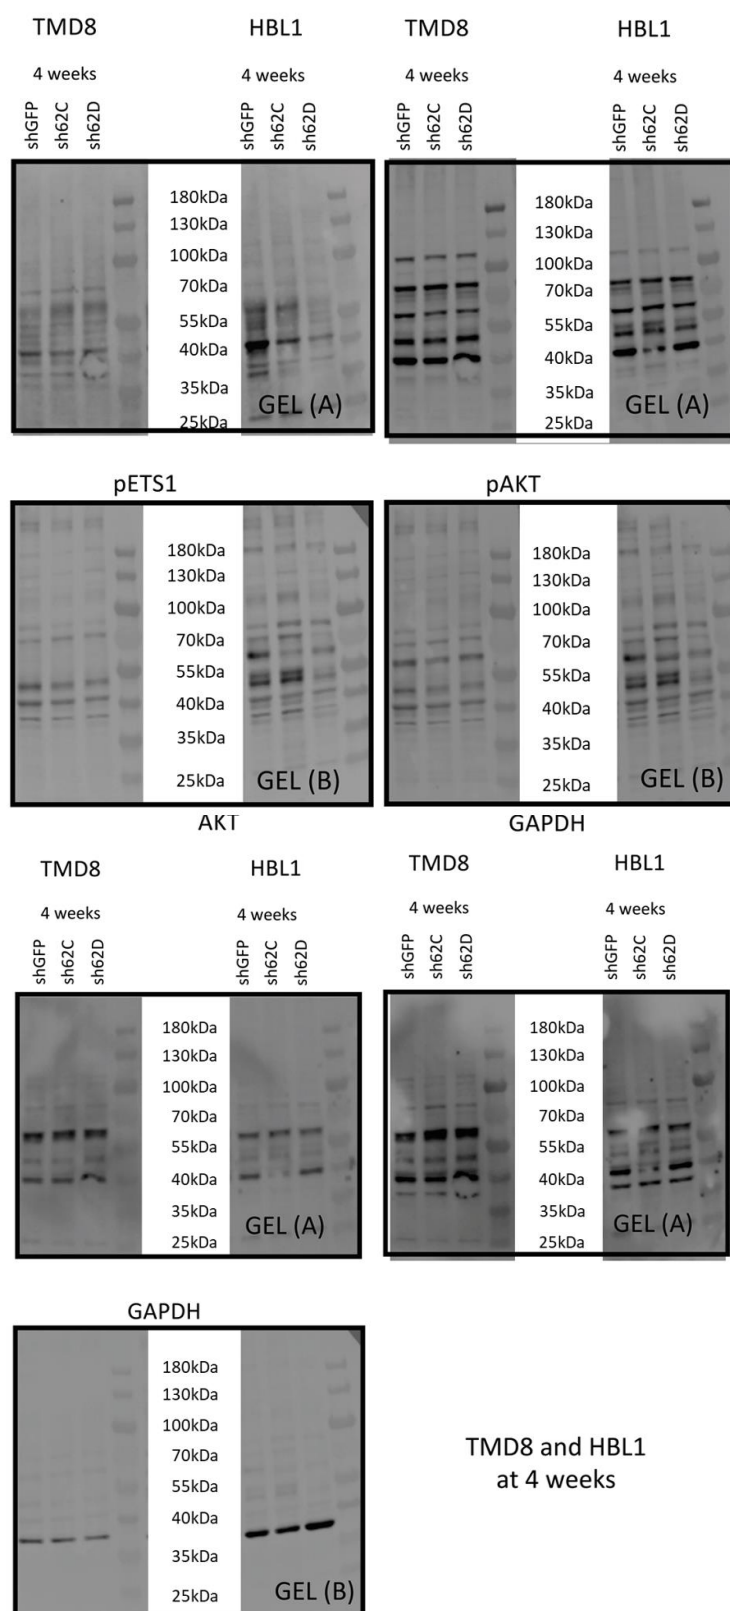 TMD8 HBL1 TMD8 HBL1
4 weeks 4 weeks 4 weeks 4 weeks
shGFP sh62C sh62D shGFP sh62C sh62D shGFP sh62C sh62D shGFP sh62C sh62D
180kDa
130kDa
100kDa
70kDa
55kDa
40kDa
35kDa
25kDa
GEL (A)
180kDa
130kDa
100kDa
70kDa
55kDa
40kDa
35kDa
25kDa
GEL (A)
pETS1 pAKT
180kDa
130kDa
100kDa
70kDa
55kDa
40kDa
35kDa
25kDa
GEL (B)
180kDa
130kDa
100kDa
70kDa
55kDa
40kDa
35kDa
25kDa
GEL (B)
AKT GAPDH
TMD8 HBL1 TMD8 HBL1
4 weeks 4 weeks 4 weeks 4 weeks
shGFP sh62C sh62D shGFP sh62C sh62D shGFP sh62C sh62D shGFP sh62C sh62D
180kDa
130kDa
100kDa
70kDa
55kDa
40kDa
35kDa
25kDa
GEL (A)
180kDa
130kDa
100kDa
70kDa
55kDa
40kDa
35kDa
25kDa
GEL (A)
GAPDH
180kDa
130kDa
100kDa
70kDa
55kDa
40kDa
35kDa
25kDa
GEL (B)
TMD8 and HBL1
at 4 weeks